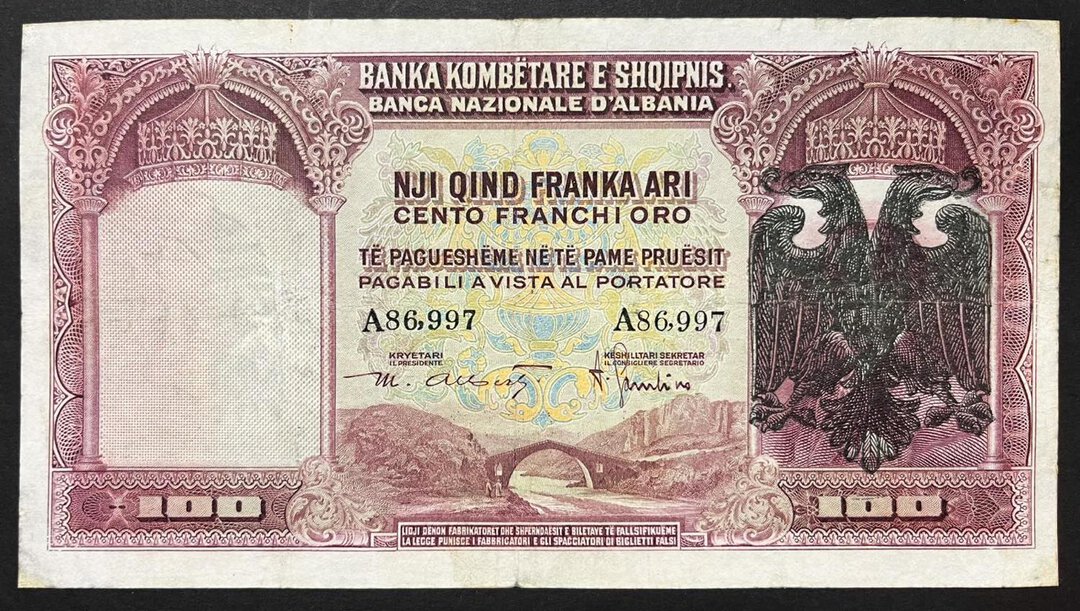 BANKA KOMBËTARE E SHQIPNIS.
BANCA NAZIONALE D'ALBANIA
NJI QIND FRANKA ARI
CENTO FRANCHI ORO
TË PAGUESHËME NË TË PAME PRUËSIT
PAGABILI A VISTA AL PORTATORE
A86,997 A86,997
KRYETARI KËSHILLTARI SEKRETAR
IL PRESIDENTE IL CONSIGLIERE SEGRETARIO
100 100
LIGJI DËNON FABRIKATORET DHE SHPERNDAESIT E BILETAVE TË FALLSIFIKUEME
LA LEGGE PUNISCE I FABBRICATORI E GLI SPACCIATORI DI BIGLIETTI FALSI